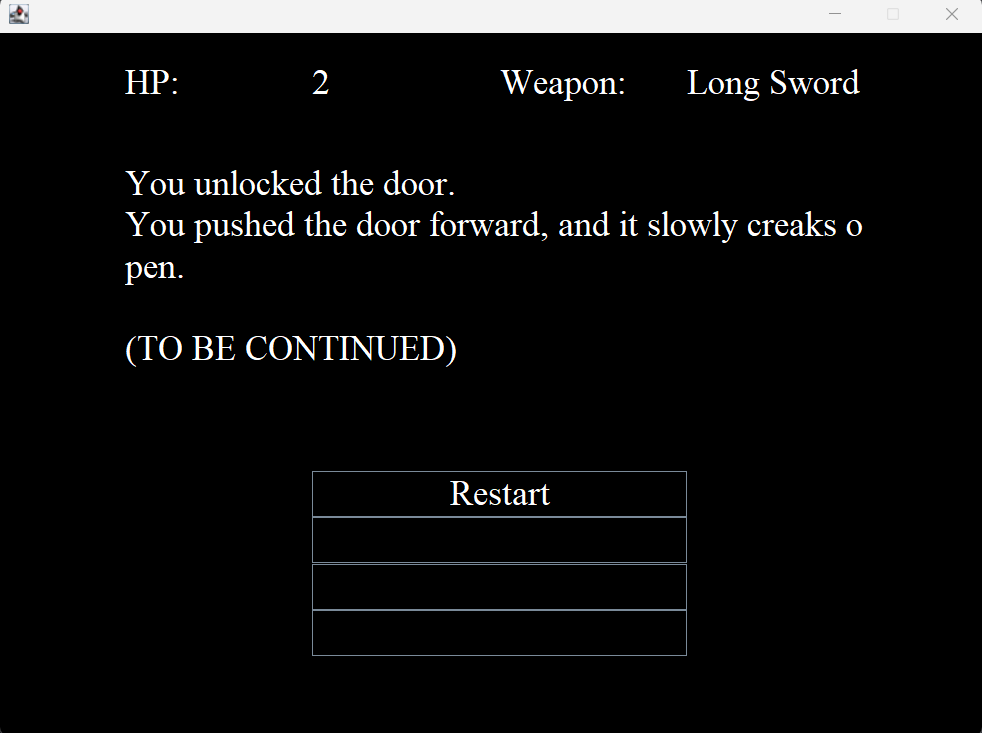 HP: 2 Weapon: Long Sword
You unlocked the door.
You pushed the door forward, and it slowly creaks o
pen.
(TO BE CONTINUED)
Restart